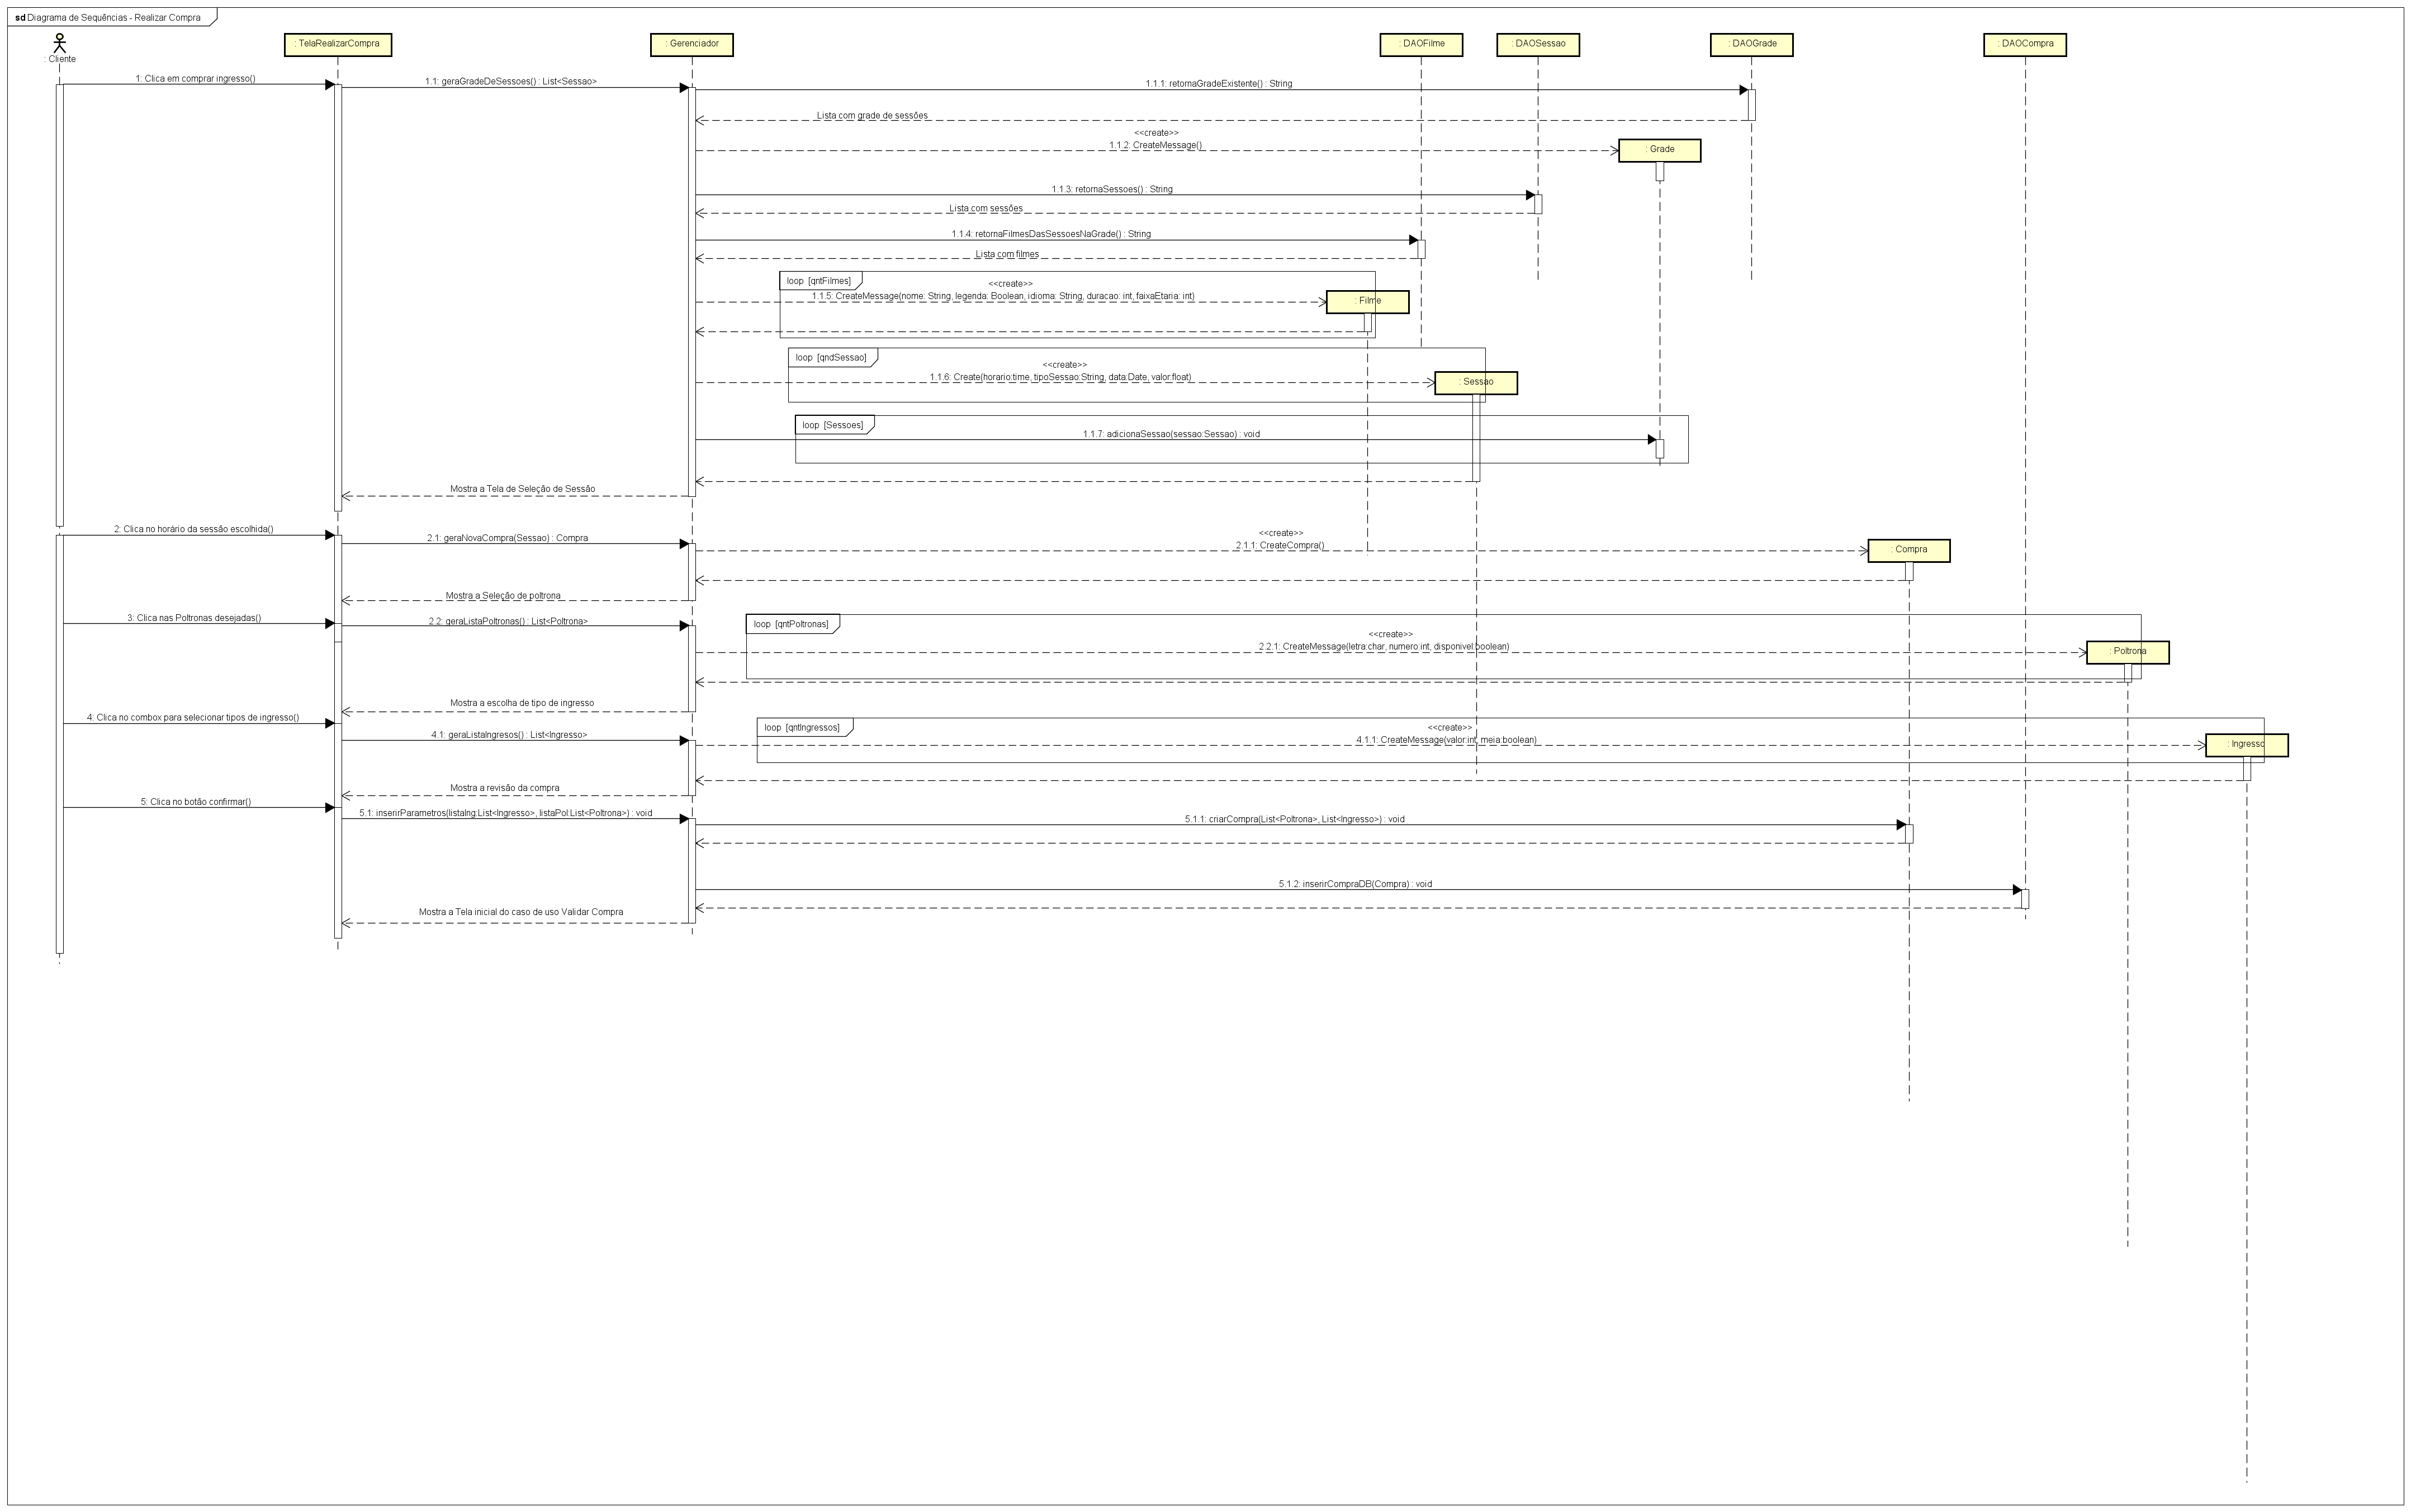 sd Diagrama de Sequências - Realizar Compra
: Cliente
: TelaRealizarCompra
: Gerenciador
: DAOFilme
: DAOSessao
: DAOGrade
: DAOCompra
1: Clica em comprar ingresso()
1.1: geraGradeDeSessoes() : List<Sessao>
1.1.1: retornaGradeExistente() : String
Lista com grade de sessões
<<create>>
1.1.2: CreateMessage()
: Grade
1.1.3: retornaSessoes() : String
Lista com sessões
1.1.4: retornaFilmesDasSessoesNaGrade() : String
Lista com filmes
loop [qntFilmes]
<<create>>
1.1.5: CreateMessage(nome: String, legenda: Boolean, idioma: String, duracao: int, faixaEtaria: int)
: Filme
loop [qndSessao]
<<create>>
1.1.6: Create(horario:time, tipoSessao:String, data:Date, valor:float)
: Sessao
loop [Sessoes]
1.1.7: adicionaSessao(sessao:Sessao) : void
Mostra a Tela de Seleção de Sessão
2: Clica no horário da sessão escolhida()
2.1: geraNovaCompra(Sessao) : Compra
<<create>>
2.1.1: CreateCompra()
: Compra
Mostra a Seleção de poltrona
3: Clica nas Poltronas desejadas()
2.2: geraListaPoltronas() : List<Poltrona>
loop [qntPoltronas]
<<create>>
2.2.1: CreateMessage(letra:char, numero:int, disponivel:boolean)
: Poltrona
Mostra a escolha de tipo de ingresso
4: Clica no combox para selecionar tipos de ingresso()
4.1: geraListaIngresos() : List<Ingresso>
loop [qntIngressos]
<<create>>
4.1.1: CreateMessage(valor:int, meia:boolean)
: Ingresso
Mostra a revisão da compra
5: Clica no botão confirmar()
5.1: inserirParametros(listaIng:List<Ingresso>, listaPol:List<Poltrona>) : void
5.1.1: criarCompra(List<Poltrona>, List<Ingresso>) : void
5.1.2: inserirCompraDB(Compra) : void
Mostra a Tela inicial do caso de uso Validar Compra